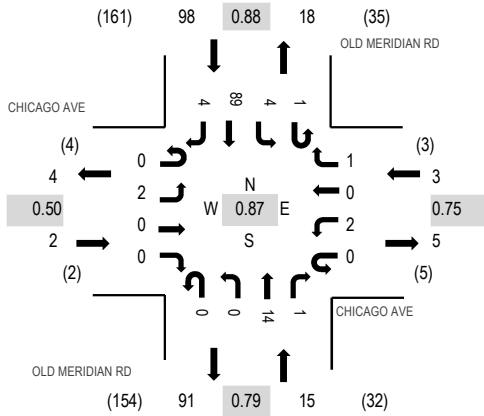 (161) 98 0.88 18 (35)
OLD MERIDIAN RD
CHICAGO AVE
4 89 4 1
(4) (3)
0 1
4 3
2 0
N
0.50 W 0.87 E 0.75
0 2
S
2 5
0 0
(2) (5)
0 0 14 1
CHICAGO AVE
OLD MERIDIAN RD
(154) 91 0.79 15 (32)